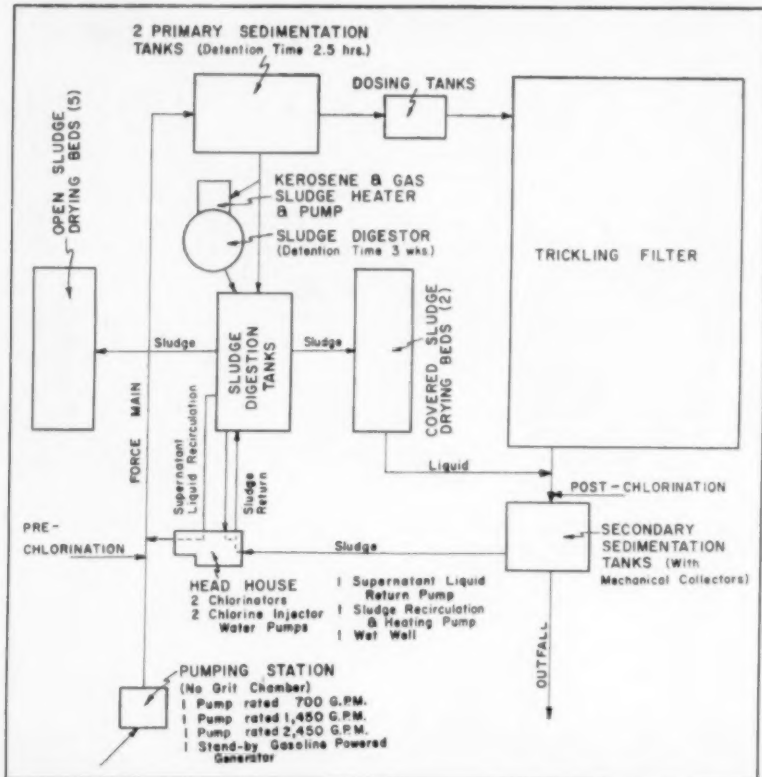 2 PRIMARY SEDIMENTATION
TANKS (Detention Time 2.5 hrs.)
DOSING TANKS
OPEN SLUDGE
DRYING BEDS (5)
KEROSENE & GAS
SLUDGE HEATER
& PUMP
SLUDGE DIGESTOR
(Detention Time 3 wks.)
TRICKLING FILTER
Sludge
SLUDGE
DIGESTION
TANKS
Sludge
COVERED SLUDGE
DRYING BEDS (2)
FORCE MAIN
Supernatant
Liquid Recirculation
Sludge
Return
Liquid
POST-CHLORINATION
PRE-
CHLORINATION
Sludge
SECONDARY
SEDIMENTATION
TANKS (With
Mechanical Collectors)
HEAD HOUSE
2 Chlorinators
2 Chlorine Injector
Water Pumps
1 Supernatant Liquid
Return Pump
1 Sludge Recirculation
& Heating Pump
1 Wet Well
OUTFALL
PUMPING STATION
(No Grit Chamber)
1 Pump rated 700 G.P.M.
1 Pump rated 1,450 G.P.M.
1 Pump rated 2,450 G.P.M.
1 Stand-by Gasoline Powered
Generator